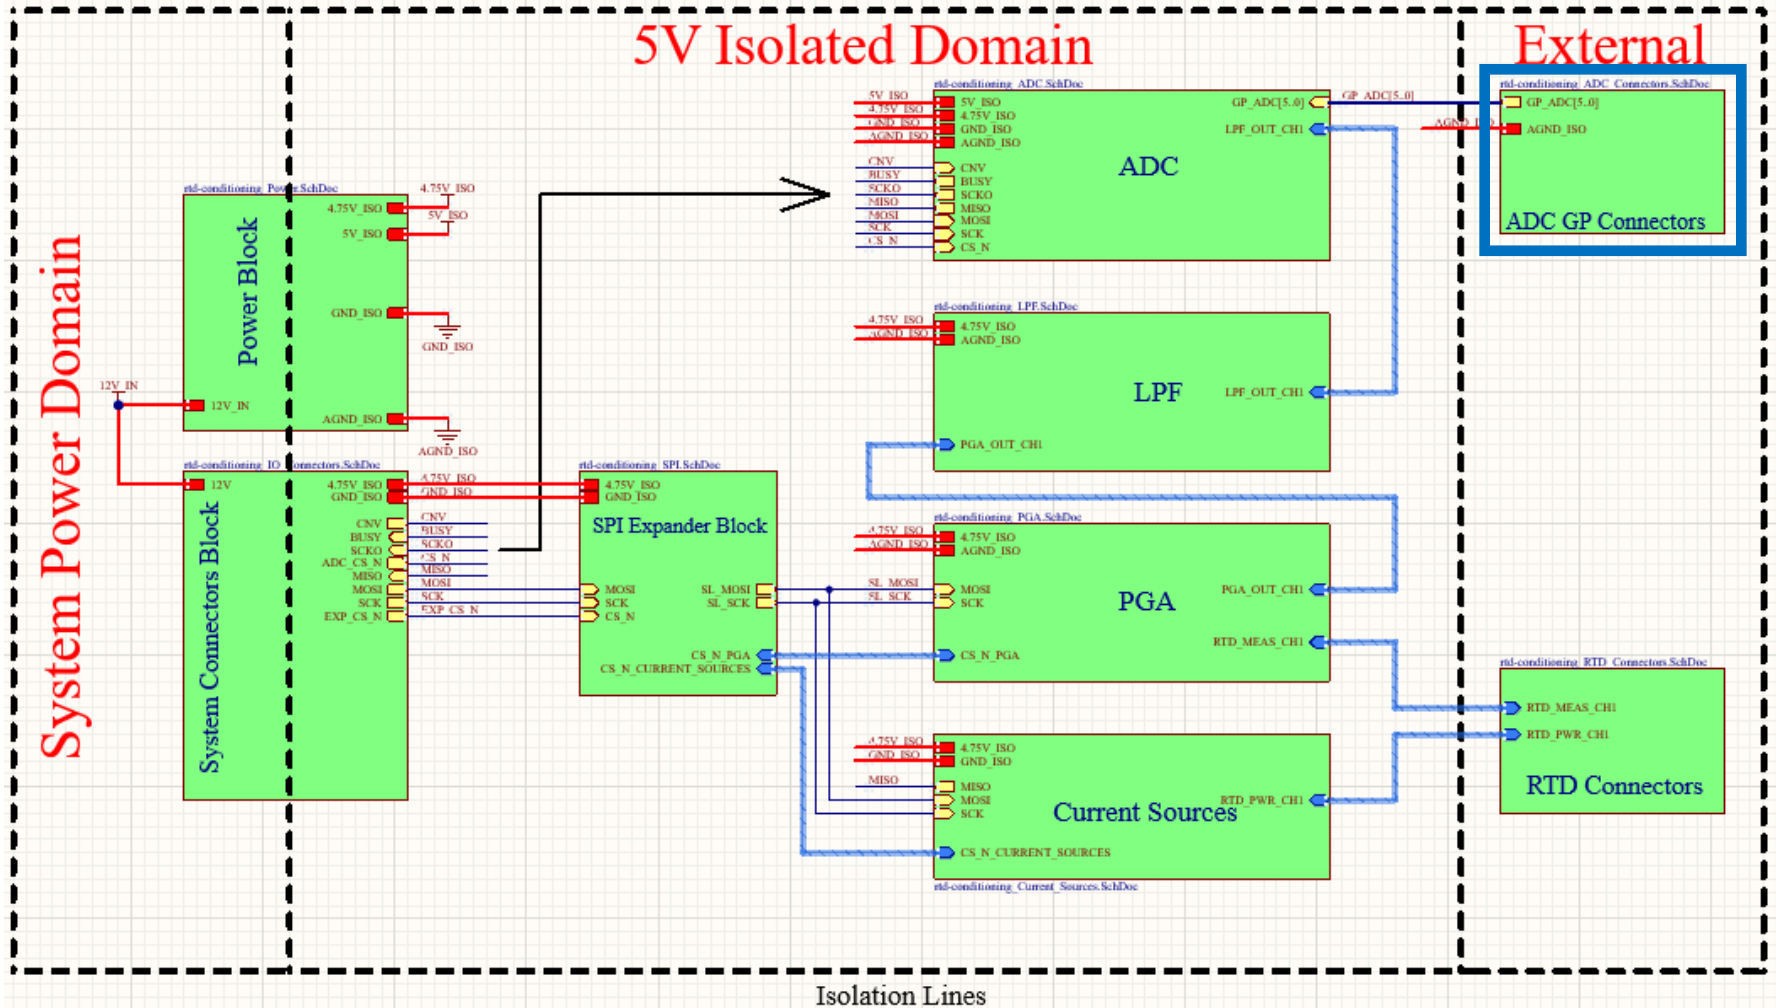 5V Isolated Domain
External
System Power Domain
rtd-conditioning_Power.SchDoc
Power Block
4.75V_ISO
5V_ISO
GND_ISO
AGND_ISO
12V_IN
4.75V_ISO
5V_ISO
GND_ISO
AGND_ISO
12V_IN
rtd-conditioning_IO_Connectors.SchDoc
System Connectors Block
12V
4.75V_ISO
GND_ISO
CNV
BUSY
SCKO
ADC_CS_N
MISO
MOSI
SCK
EXP_CS_N
4.75V_ISO
GND_ISO
CNV
BUSY
SCKO
CS_N
MISO
MOSI
SCK
EXP_CS_N
rtd-conditioning_SPI.SchDoc
4.75V_ISO
GND_ISO
SPI Expander Block
MOSI
SCK
CS_N
SL_MOSI
SL_SCK
CS_N_PGA
CS_N_CURRENT_SOURCES
rtd-conditioning_ADC.SchDoc
5V_ISO
4.75V_ISO
GND_ISO
AGND_ISO
CNV
BUSY
SCKO
MISO
MOSI
SCK
CS_N
5V_ISO
4.75V_ISO
GND_ISO
AGND_ISO
CNV
BUSY
SCKO
MISO
MOSI
SCK
CS_N
ADC
GP_ADC[5..0]
LPF_OUT_CH1
GP_ADC[5..0]
rtd-conditioning_LPF.SchDoc
4.75V_ISO
AGND_ISO
4.75V_ISO
AGND_ISO
LPF
LPF_OUT_CH1
PGA_OUT_CH1
rtd-conditioning_PGA.SchDoc
4.75V_ISO
AGND_ISO
4.75V_ISO
AGND_ISO
SL_MOSI
SL_SCK
MOSI
SCK
PGA
PGA_OUT_CH1
RTD_MEAS_CH1
CS_N_PGA
4.75V_ISO
GND_ISO
4.75V_ISO
GND_ISO
MISO
MISO
MOSI
SCK
Current Sources
RTD_PWR_CH1
CS_N_CURRENT_SOURCES
rtd-conditioning_Current_Sources.SchDoc
rtd-conditioning_ADC_Connectors.SchDoc
GP_ADC[5..0]
AGND_ISO
AGND_ISO
ADC GP Connectors
rtd-conditioning_RTD_Connectors.SchDoc
RTD_MEAS_CH1
RTD_PWR_CH1
RTD Connectors
Isolation Lines